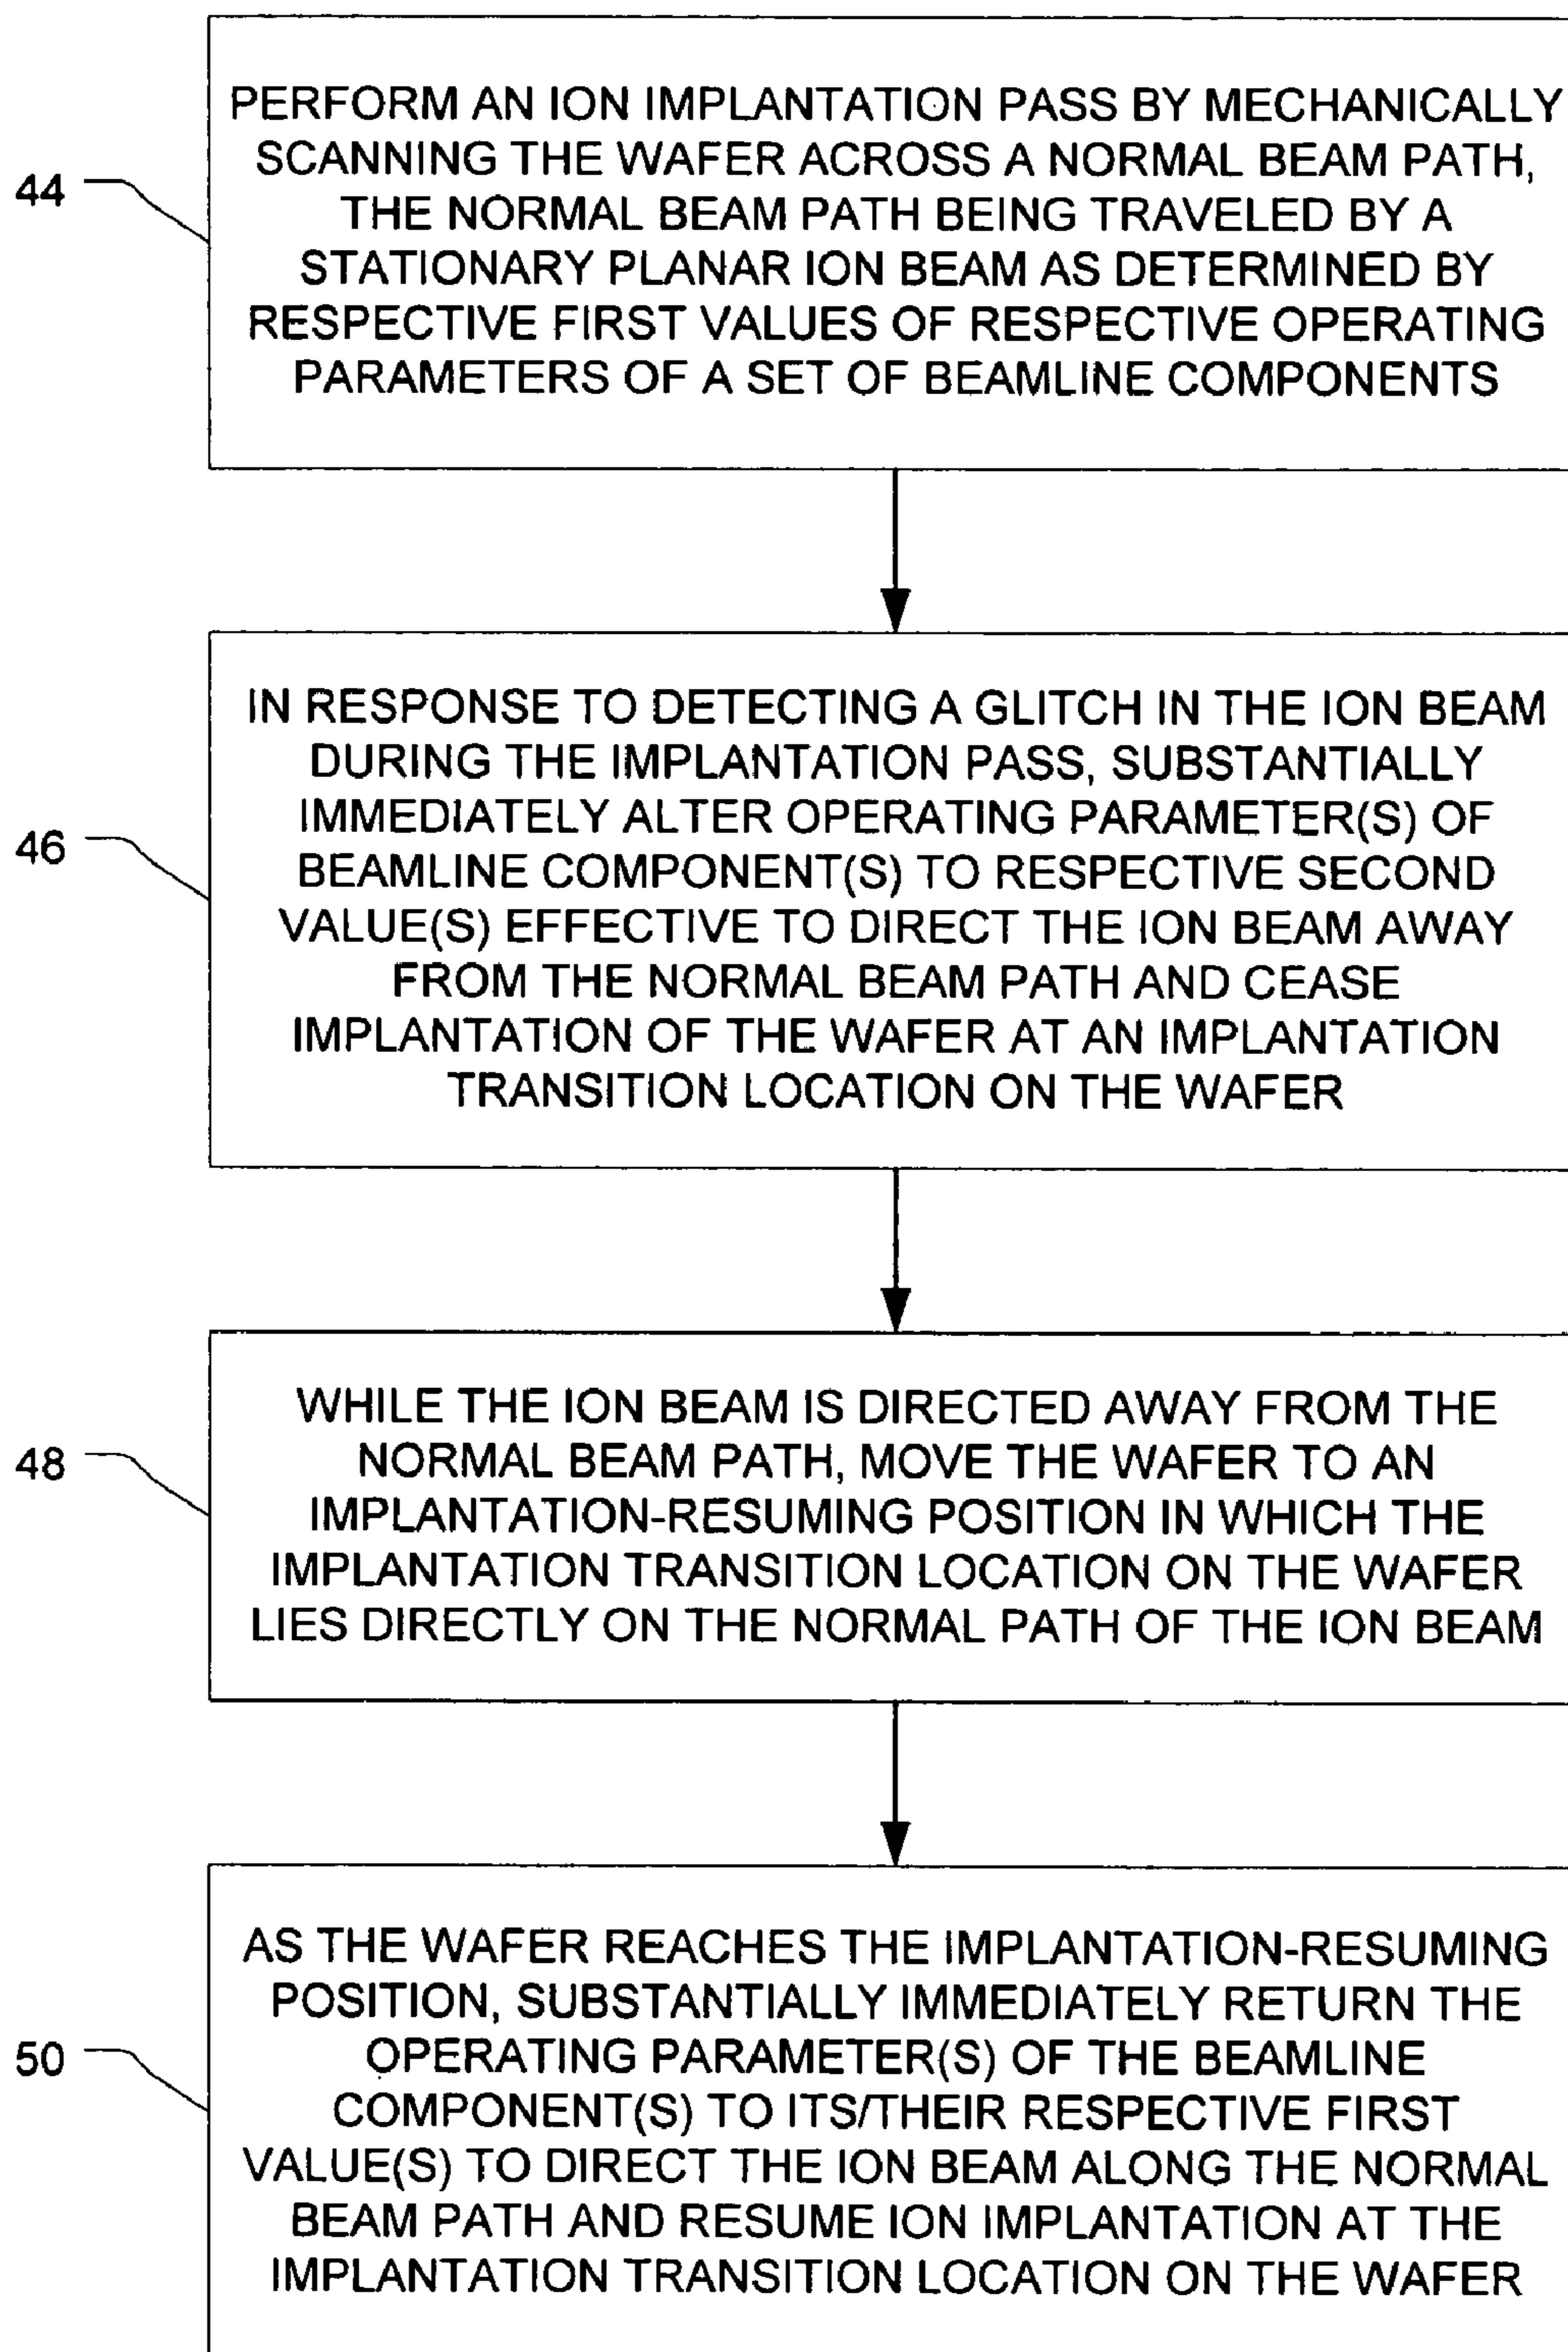 PERFORM AN ION IMPLANTATION PASS BY MECHANICALLY
SCANNING THE WAFER ACROSS A NORMAL BEAM PATH,
THE NORMAL BEAM PATH BEING TRAVELED BY A
STATIONARY PLANAR ION BEAM AS DETERMINED BY
RESPECTIVE FIRST VALUES OF RESPECTIVE OPERATING
PARAMETERS OF A SET OF BEAMLINE COMPONENTS
44
IN RESPONSE TO DETECTING A GLITCH IN THE ION BEAM
DURING THE IMPLANTATION PASS, SUBSTANTIALLY
IMMEDIATELY ALTER OPERATING PARAMETER(S) OF
BEAMLINE COMPONENT(S) TO RESPECTIVE SECOND
VALUE(S) EFFECTIVE TO DIRECT THE ION BEAM AWAY
FROM THE NORMAL BEAM PATH AND CEASE
IMPLANTATION OF THE WAFER AT AN IMPLANTATION
TRANSITION LOCATION ON THE WAFER
46
WHILE THE ION BEAM IS DIRECTED AWAY FROM THE
NORMAL BEAM PATH, MOVE THE WAFER TO AN
IMPLANTATION-RESUMING POSITION IN WHICH THE
IMPLANTATION TRANSITION LOCATION ON THE WAFER
LIES DIRECTLY ON THE NORMAL PATH OF THE ION BEAM
48
AS THE WAFER REACHES THE IMPLANTATION-RESUMING
POSITION, SUBSTANTIALLY IMMEDIATELY RETURN THE
OPERATING PARAMETER(S) OF THE BEAMLINE
COMPONENT(S) TO ITS/THEIR RESPECTIVE FIRST
VALUE(S) TO DIRECT THE ION BEAM ALONG THE NORMAL
BEAM PATH AND RESUME ION IMPLANTATION AT THE
IMPLANTATION TRANSITION LOCATION ON THE WAFER
50